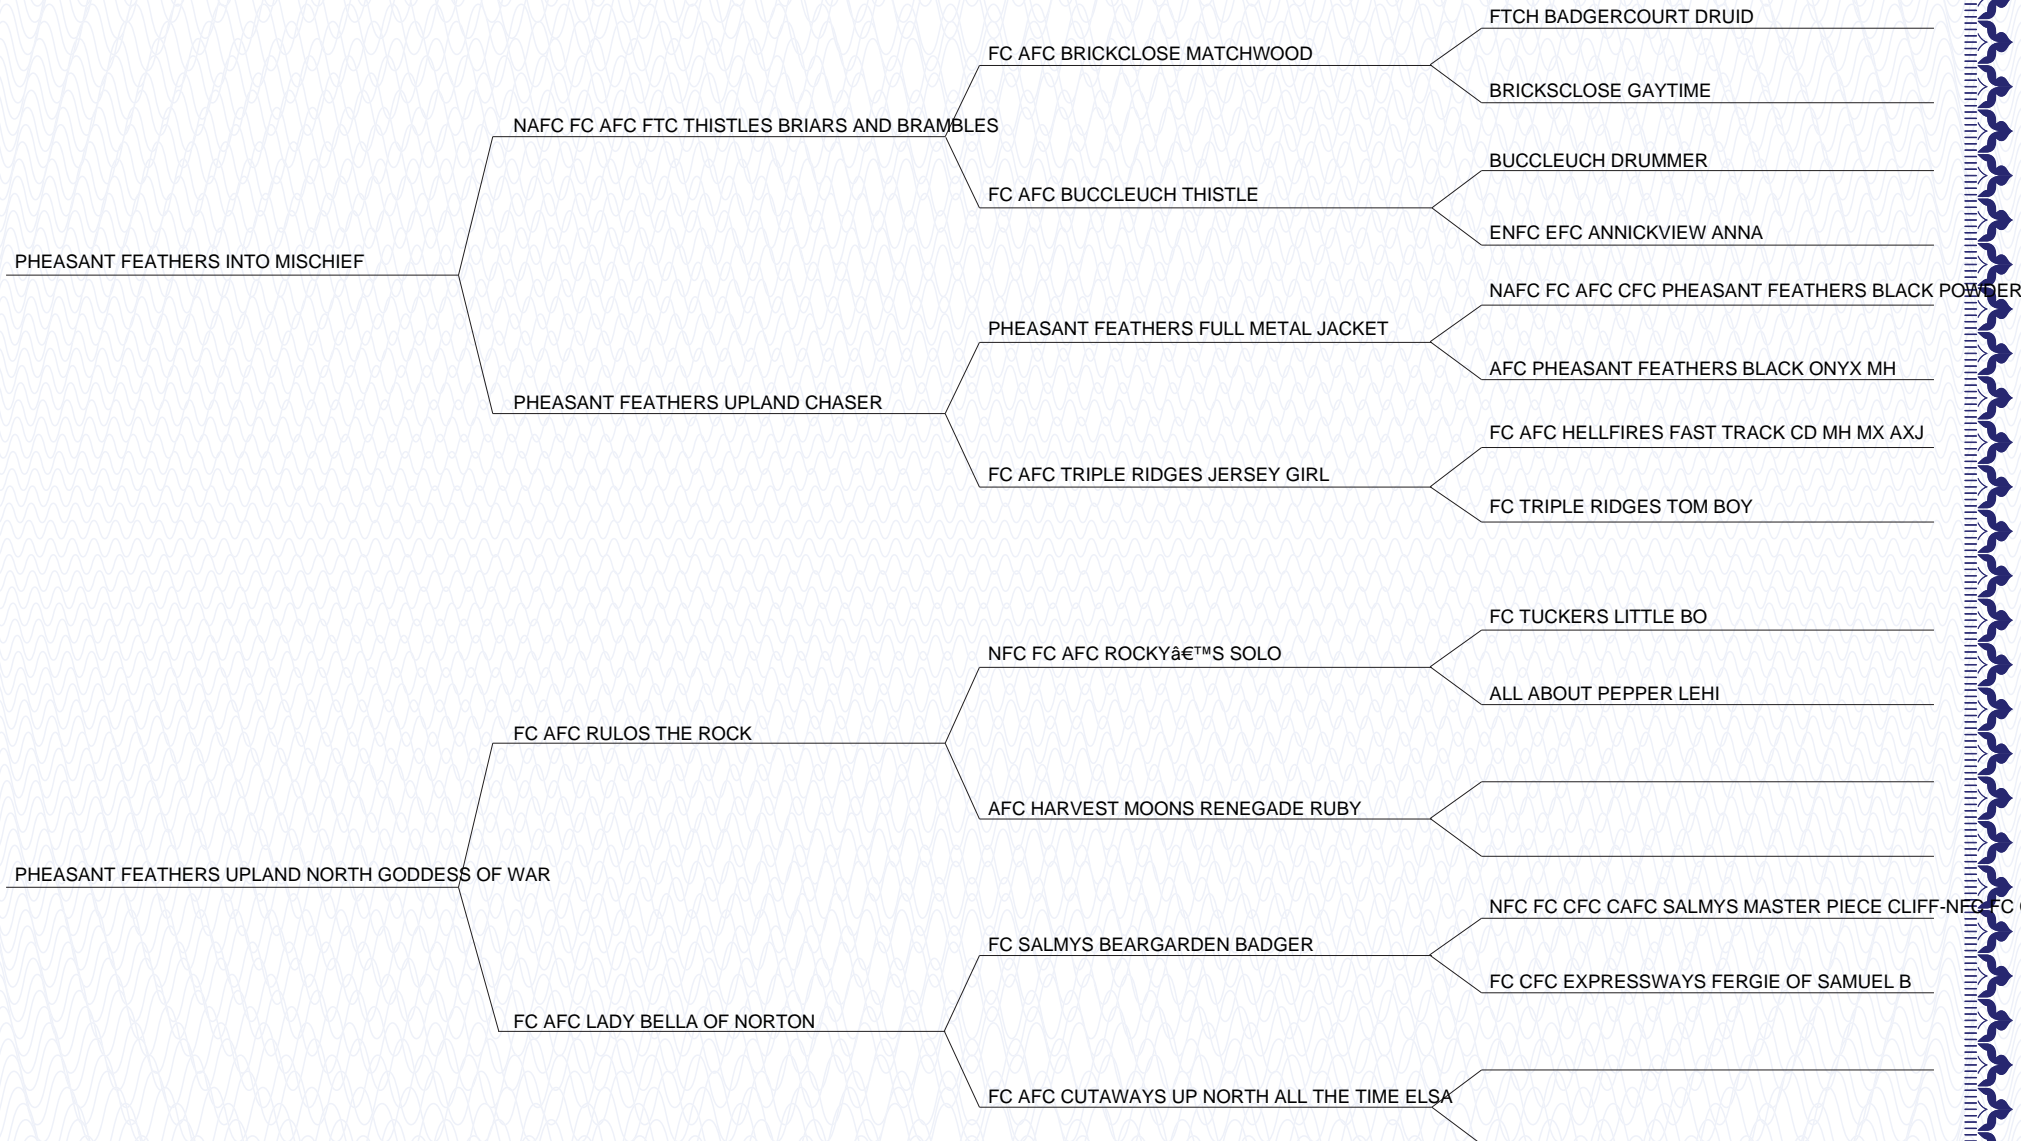 FTCH BADGERCOURT DRUID
FC AFC BRICKCLOSE MATCHWOOD
BRICKSCLOSE GAYTIME
NAFC FC AFC FTC THISTLES BRIARS AND BRAMBLES
BUCCLEUCH DRUMMER
FC AFC BUCCLEUCH THISTLE
ENFC EFC ANNICKVIEW ANNA
PHEASANT FEATHERS INTO MISCHIEF
NAFC FC AFC CFC PHEASANT FEATHERS BLACK POWDER
PHEASANT FEATHERS FULL METAL JACKET
AFC PHEASANT FEATHERS BLACK ONYX MH
PHEASANT FEATHERS UPLAND CHASER
FC AFC HELLFIRES FAST TRACK CD MH MX AXJ
FC AFC TRIPLE RIDGES JERSEY GIRL
FC TRIPLE RIDGES TOM BOY
FC TUCKERS LITTLE BO
NFC FC AFC ROCKYâ€™S SOLO
ALL ABOUT PEPPER LEHI
FC AFC RULOS THE ROCK
AFC HARVEST MOONS RENEGADE RUBY
PHEASANT FEATHERS UPLAND NORTH GODDESS OF WAR
NFC FC CFC CAFC SALMYS MASTER PIECE CLIFF-NFC FC
FC SALMYS BEARGARDEN BADGER
FC CFC EXPRESSWAYS FERGIE OF SAMUEL B
FC AFC LADY BELLA OF NORTON
FC AFC CUTAWAYS UP NORTH ALL THE TIME ELSA